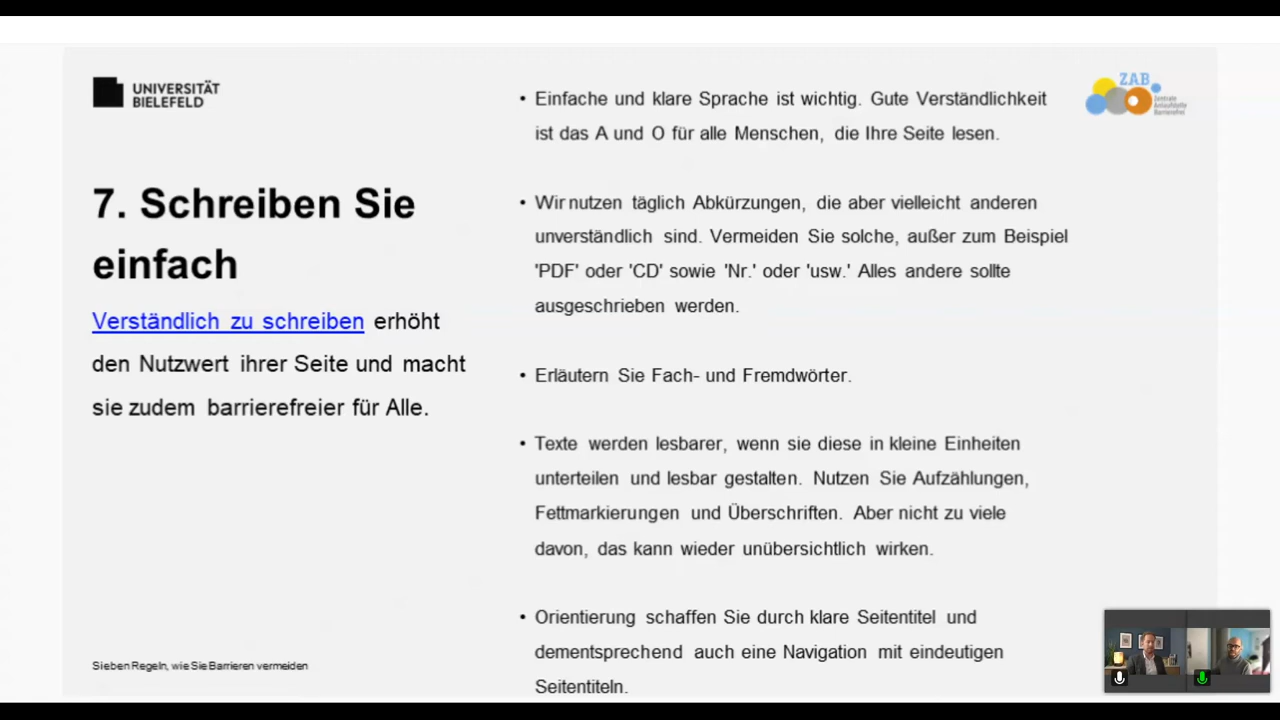 UNIVERSITÄT
BIELEFELD
7. Schreiben Sie
einfach
Verständlich zu schreiben erhöht
den Nutzwert ihrer Seite und macht
sie zudem barrierefreier für Alle.
Sieben Regeln, wie Sie Barrieren vermeiden
• Einfache und klare Sprache ist wichtig. Gute Verständlichkeit
ist das A und O für alle Menschen, die Ihre Seite lesen.
• Wir nutzen täglich Abkürzungen, die aber vielleicht anderen
unverständlich sind. Vermeiden Sie solche, außer zum Beispiel
'PDF' oder 'CD' sowie 'Nr.' oder 'usw.' Alles andere sollte
ausgeschrieben werden.
• Erläutern Sie Fach- und Fremdwörter.
• Texte werden lesbarer, wenn sie diese in kleine Einheiten
unterteilen und lesbar gestalten. Nutzen Sie Aufzählungen,
Fettmarkierungen und Überschriften. Aber nicht zu viele
davon, das kann wieder unübersichtlich wirken.
• Orientierung schaffen Sie durch klare Seitentitel und
dementsprechend auch eine Navigation mit eindeutigen
Seitentiteln.
ZAB
Zentrale
Anlaufstelle
Barrierefrei